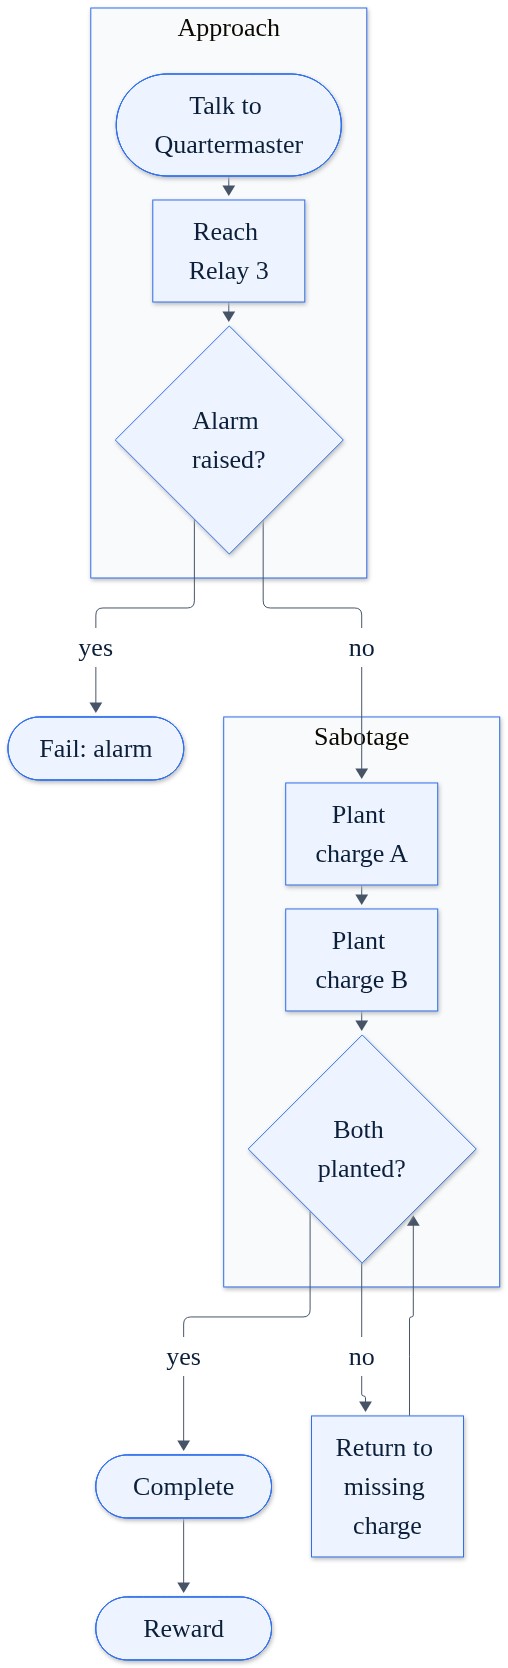 Approach
Talk to
Quartermaster
Reach
Relay 3
Alarm
raised?
yes
no
Fail: alarm
Sabotage
Plant
charge A
Plant
charge B
Both
planted?
yes
no
Return to
missing
charge
Complete
Reward